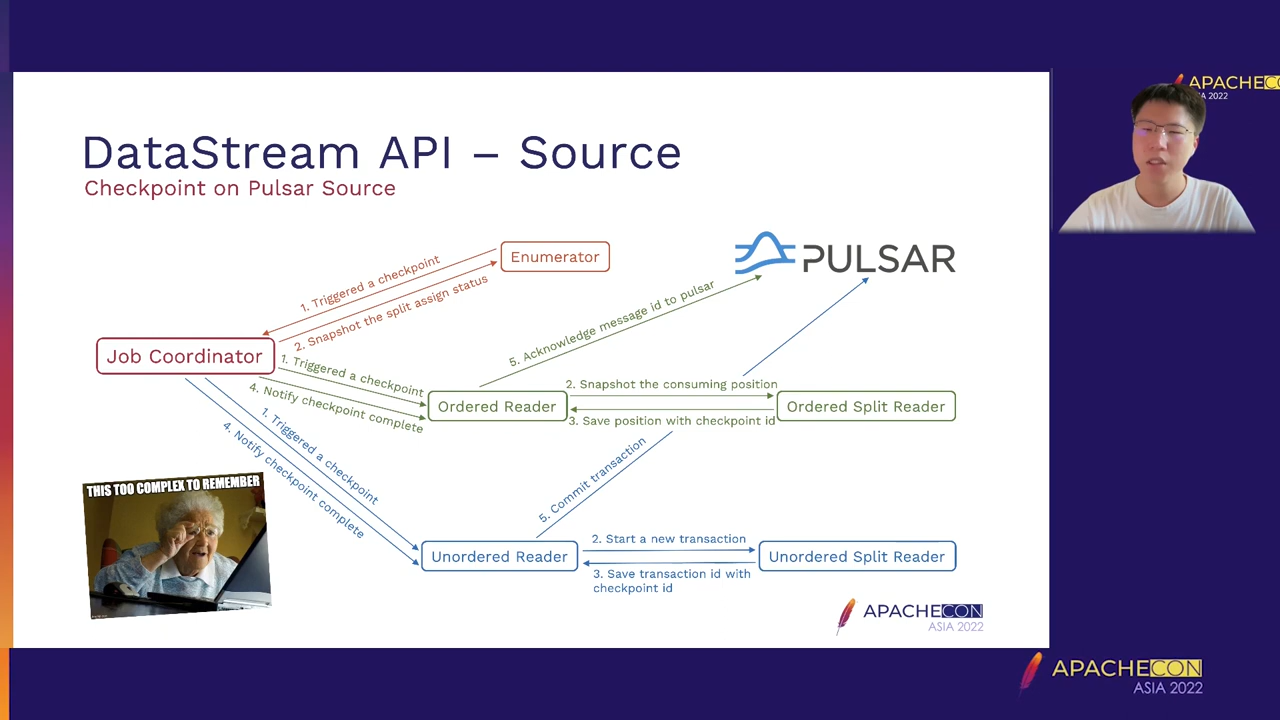 APACHECON
ASIA 2022
DataStream API – Source
Checkpoint on Pulsar Source
Enumerator
PULSAR
1. Triggered a checkpoint
2. Snapshot the split assign status
5. Acknowledge message id to pulsar
Job Coordinator
1. Triggered a checkpoint
4. Notify checkpoint complete
Ordered Reader
2. Snapshot the consuming position
3. Save position with checkpoint id
Ordered Split Reader
1. Triggered a checkpoint
4. Notify checkpoint complete
5. Commit transaction
THIS TOO COMPLEX TO REMEMBER
Unordered Reader
2. Start a new transaction
3. Save transaction id with
checkpoint id
Unordered Split Reader
APACHECON
ASIA 2022
APACHECON
ASIA 2022